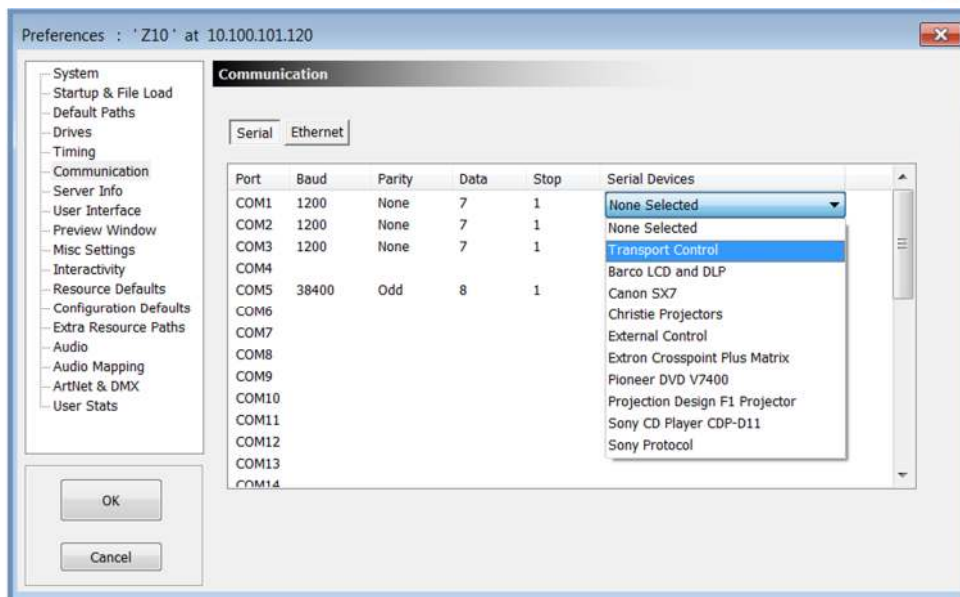 Preferences : 'Z10' at 10.100.101.120
System
Startup & File Load
Default Paths
Drives
Timing
Communication
Server Info
User Interface
Preview Window
Misc Settings
Interactivity
Resource Defaults
Configuration Defaults
Extra Resource Paths
Audio
Audio Mapping
ArtNet & DMX
User Stats
OK
Cancel
Communication
Serial Ethernet
Port Baud Parity Data Stop Serial Devices
COM1 1200 None 7 1 None Selected
COM2 1200 None 7 1
COM3 1200 None 7 1
COM4
COM5 38400 Odd 8 1
COM6
COM7
COM8
COM9
COM10
COM11
COM12
COM13
COM14
None Selected
Transport Control
Barco LCD and DLP
Canon SX7
Christie Projectors
External Control
Extron Crosspoint Plus Matrix
Pioneer DVD V7400
Projection Design F1 Projector
Sony CD Player CDP-D11
Sony Protocol